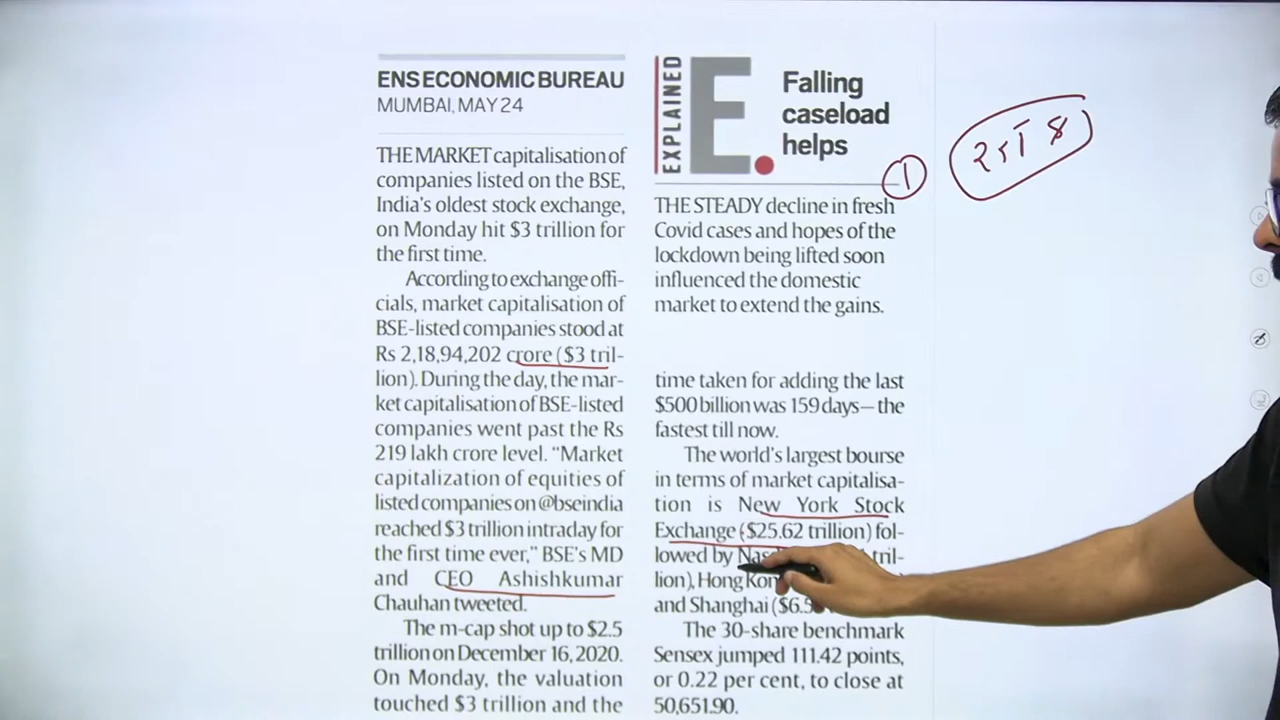 ENS ECONOMIC BUREAU
MUMBAI, MAY 24
THE MARKET capitalisation of
companies listed on the BSE,
India's oldest stock exchange,
on Monday hit $3 trillion for
the first time.
According to exchange offi-
cials, market capitalisation of
BSE-listed companies stood at
Rs 2,18,94,202 crore ($3 tril-
lion). During the day, the mar-
ket capitalisation of BSE-listed
companies went past the Rs
219 lakh crore level. "Market
capitalization of equities of
listed companies on @bseindia
reached $3 trillion intraday for
the first time ever," BSE's MD
and CEO Ashishkumar
Chauhan tweeted.
The m-cap shot up to $2.5
trillion on December 16, 2020.
On Monday, the valuation
touched $3 trillion and the
EXPLAINED
E.
Falling
caseload
helps
1
THE STEADY decline in fresh
Covid cases and hopes of the
lockdown being lifted soon
influenced the domestic
market to extend the gains.
time taken for adding the last
$500 billion was 159 days—the
fastest till now.
The world's largest bourse
in terms of market capitalisa-
tion is New York Stock
Exchange ($25.62 trillion) fol-
lowed by tril-
lion), Hong
and Shanghai
The 30-share benchmark
Sensex jumped 111.42 points,
or 0.22 per cent, to close at
50,651.90.